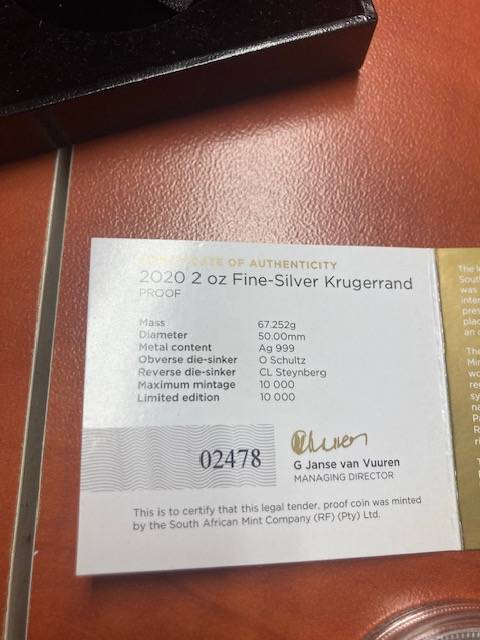 CERTIFICATE OF AUTHENTICITY
2020 2 oz Fine-Silver Krugerrand
PROOF
Mass 67.252g
Diameter 50.00mm
Metal content Ag 999
Obverse die-sinker O Schultz
Reverse die-sinker CL Steynberg
Maximum mintage 10 000
Limited edition 10 000
02478
G Janse van Vuuren
MANAGING DIRECTOR
This is to certify that this legal tender, proof coin was minted
by the South African Mint Company (RF) (Pty) Ltd.